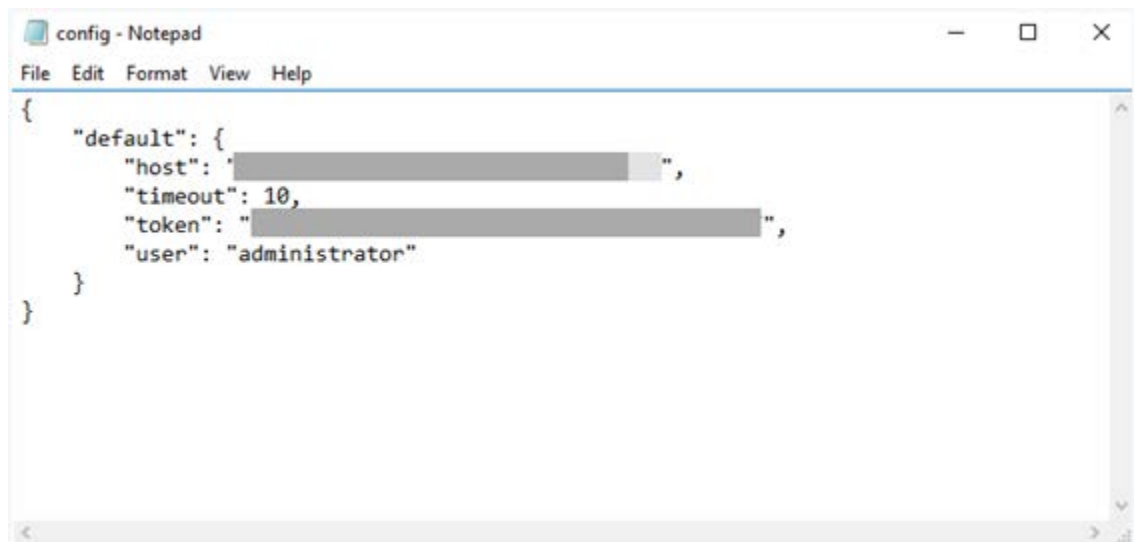 config - Notepad
File Edit Format View Help
{
    "default": {
        "host": "",
        "timeout": 10,
        "token": "",
        "user": "administrator"
    }
}